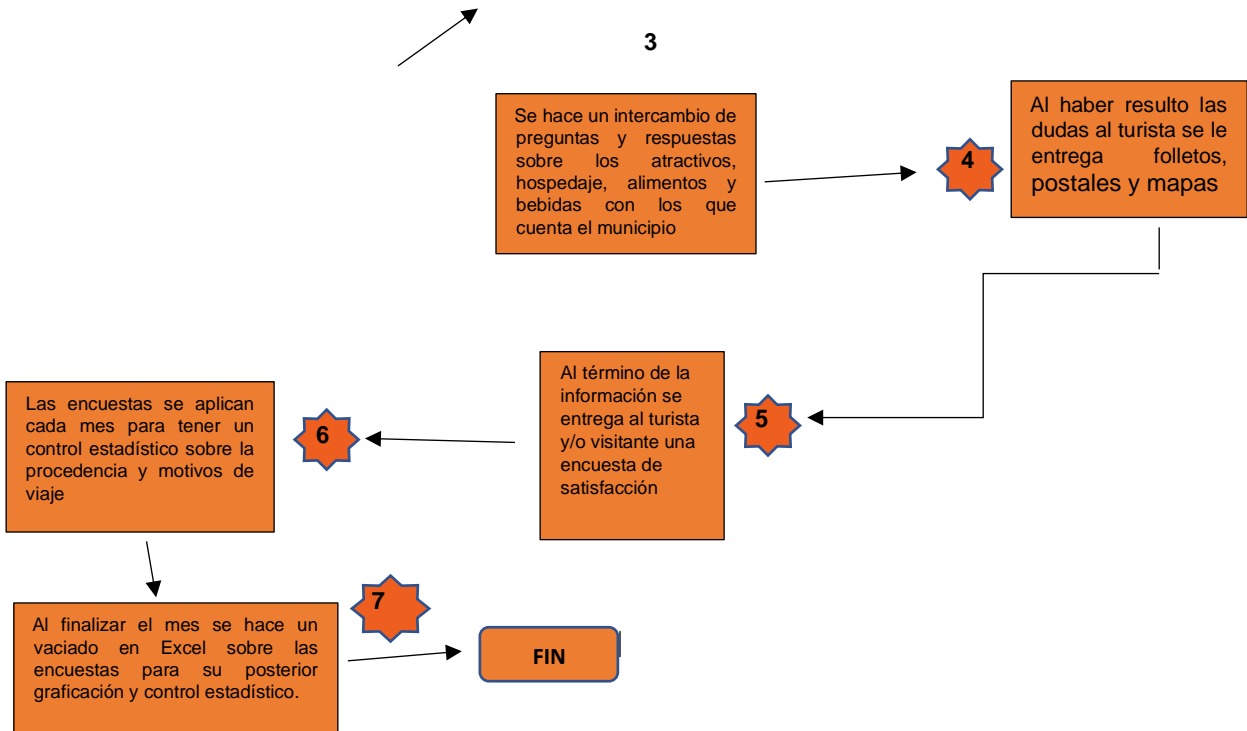 3
Se hace un intercambio de
preguntas y respuestas
sobre los atractivos,
hospedaje, alimentos y
bebidas con los que
cuenta el municipio
4
Al haber resulto las
dudas al turista se le
entrega folletos,
postales y mapas
5
Al término de la
información se
entrega al turista
y/o visitante una
encuesta de
satisfacción
6
Las encuestas se aplican
cada mes para tener un
control estadístico sobre la
procedencia y motivos de
viaje
7
Al finalizar el mes se hace un
vaciado en Excel sobre las
encuestas para su posterior
graficación y control estadístico.
FIN